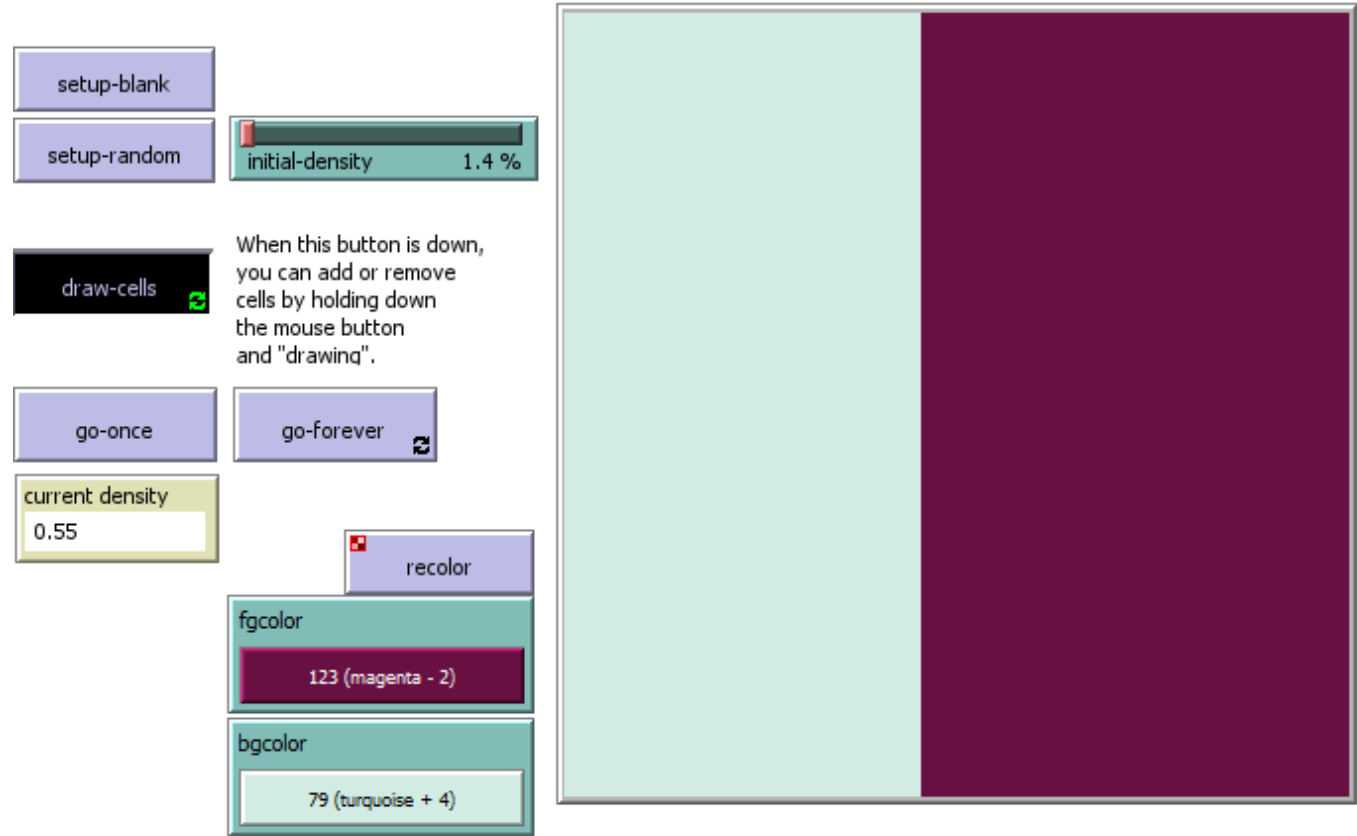 setup-blank
setup-random
initial-density 1.4 %
draw-cells
When this button is down,
you can add or remove
cells by holding down
the mouse button
and "drawing".
go-once
go-forever
current density
0.55
recolor
fgcolor
123 (magenta - 2)
bgcolor
79 (turquoise + 4)